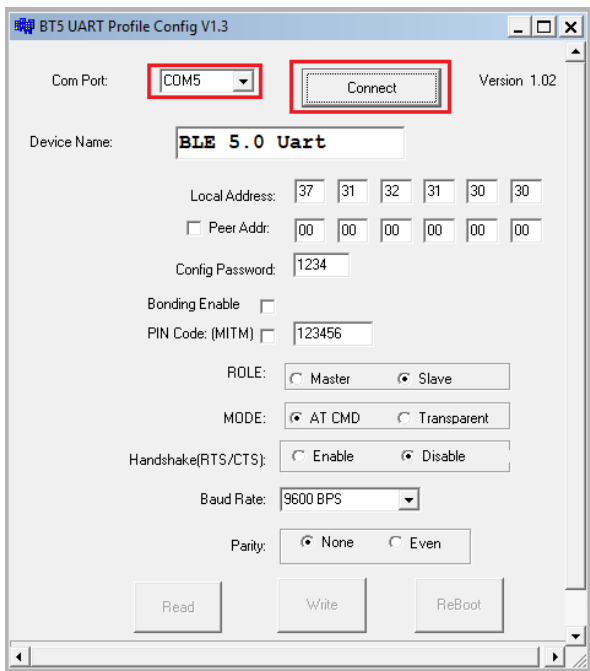 BT5 UART Profile Config V1.3
Com Port: COM5 Connect Version 1.02
Device Name: BLE 5.0 Uart
Local Address: 37 31 32 31 30 30
Peer Addr: 00 00 00 00 00 00
Config Password: 1234
Bonding Enable
PIN Code: (MITM) 123456
ROLE: Master Slave
MODE: AT CMD Transparent
Handshake(RTS/CTS): Enable Disable
Baud Rate: 9600 BPS
Parity: None Even
Read Write ReBoot